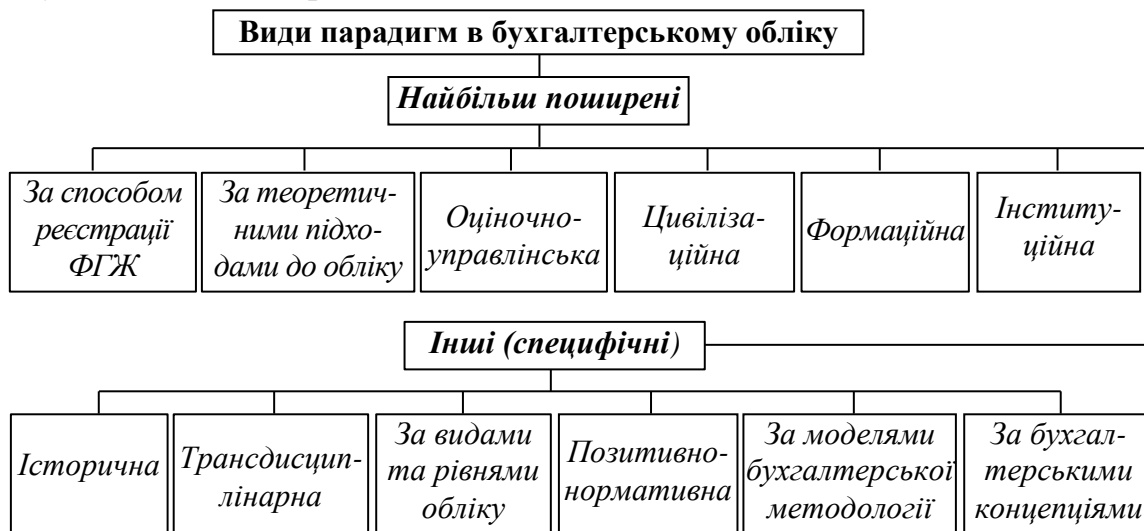 Види парадигм в бухгалтерському обліку
Найбільш поширені
За способом
реєстрації
ФГЖ
За теоретич-
ними підхо-
дами до обліку
Оціночно-
управлінська
Цивіліза-
ційна
Формаційна
Інститу-
ційна
Інші (специфічні)
Історична
Трансдисцип-
лінарна
За видами
та рівнями
обліку
Позитивно-
нормативна
За моделями
бухгалтерської
методології
За бухгал-
терськими
концепціями